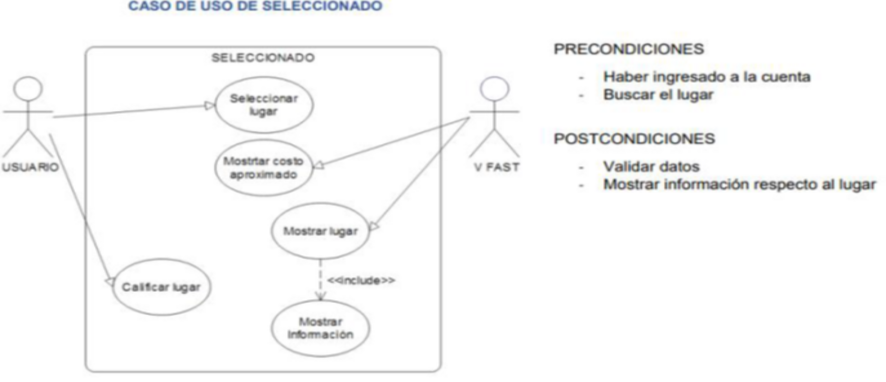 CASO DE USO DE SELECCIONADO
SELECCIONADO
Seleccionar
lugar
Mostrtar costo
aproximado
Mostrar lugar
<<include>>
Calificar lugar
Mostrar
Información
USUARIO
V FAST
PRECONDICIONES
- Haber ingresado a la cuenta
- Buscar el lugar
POSTCONDICIONES
- Validar datos
- Mostrar información respecto al lugar